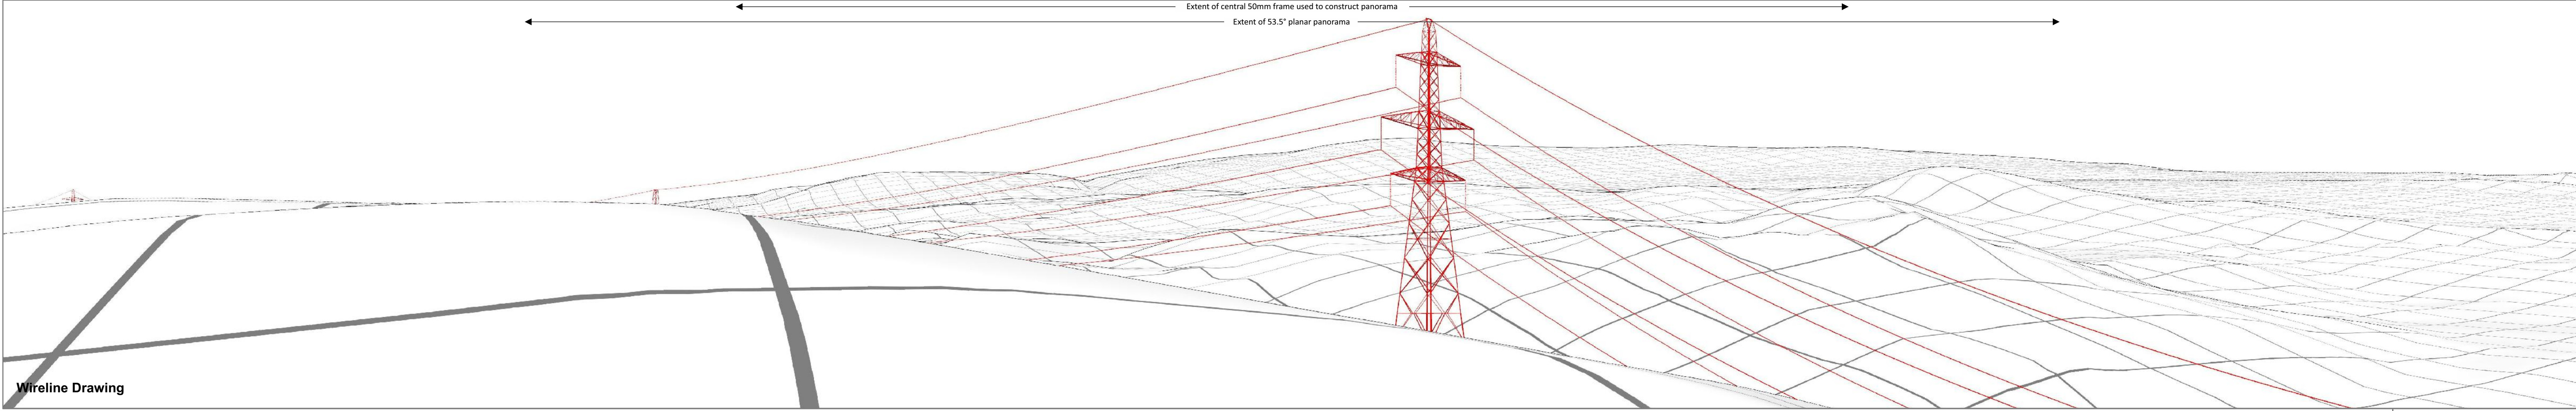 Extent of central 50mm frame used to construct panorama
Extent of 53.5° planar panorama
Wireline Drawing